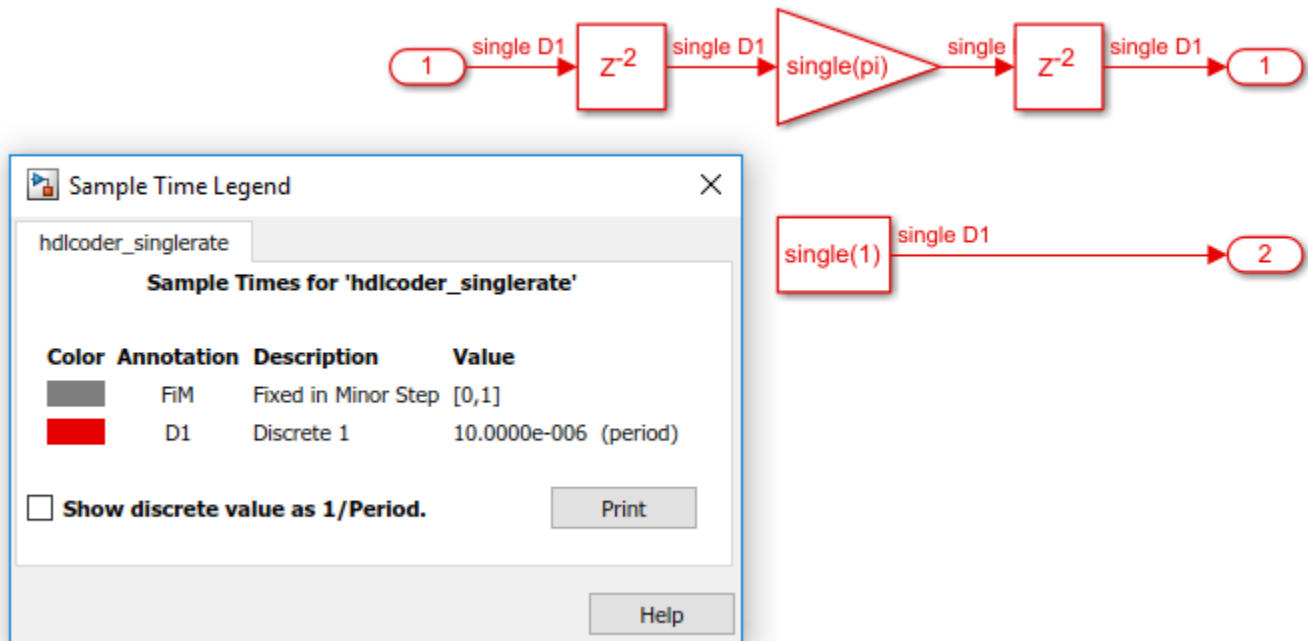 single D1 single D1 single single D1
1 Z-2 single(pi) Z-2 1
Sample Time Legend
hdlcoder_singlerate
single D1
single(1) 2
Sample Times for 'hdlcoder_singlerate'
Color Annotation Description Value
FiM Fixed in Minor Step [0,1]
D1 Discrete 1 10.0000e-006 (period)
Show discrete value as 1/Period. Print
Help